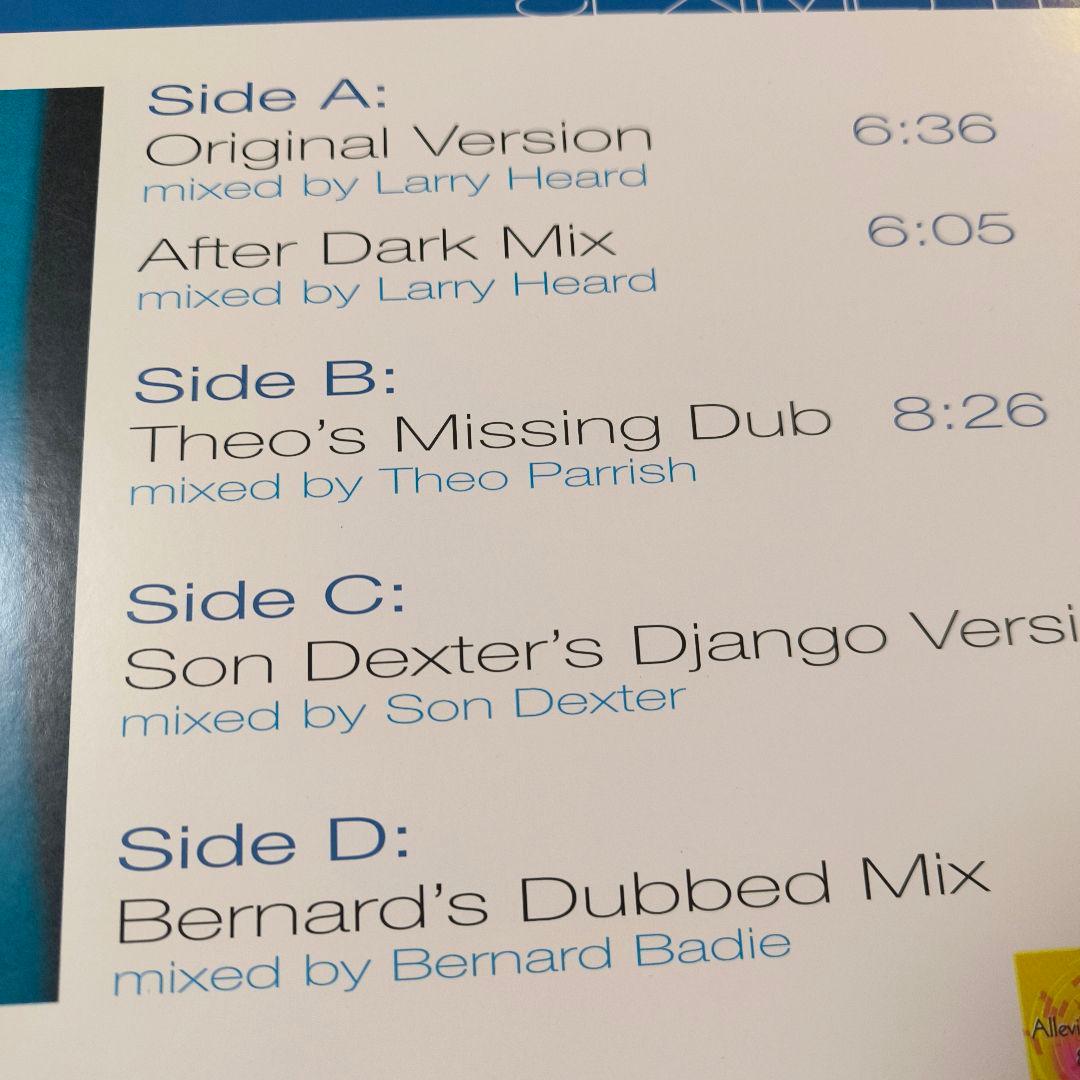 Side A:
Original Version 6:36
mixed by Larry Heard
After Dark Mix 6:05
mixed by Larry Heard
Side B:
Theo's Missing Dub 8:26
mixed by Theo Parrish
Side C:
Son Dexter's Django
mixed by Son Dexter
Side D:
Bernard's Dubbed Mix
mixed by Bernard Badie